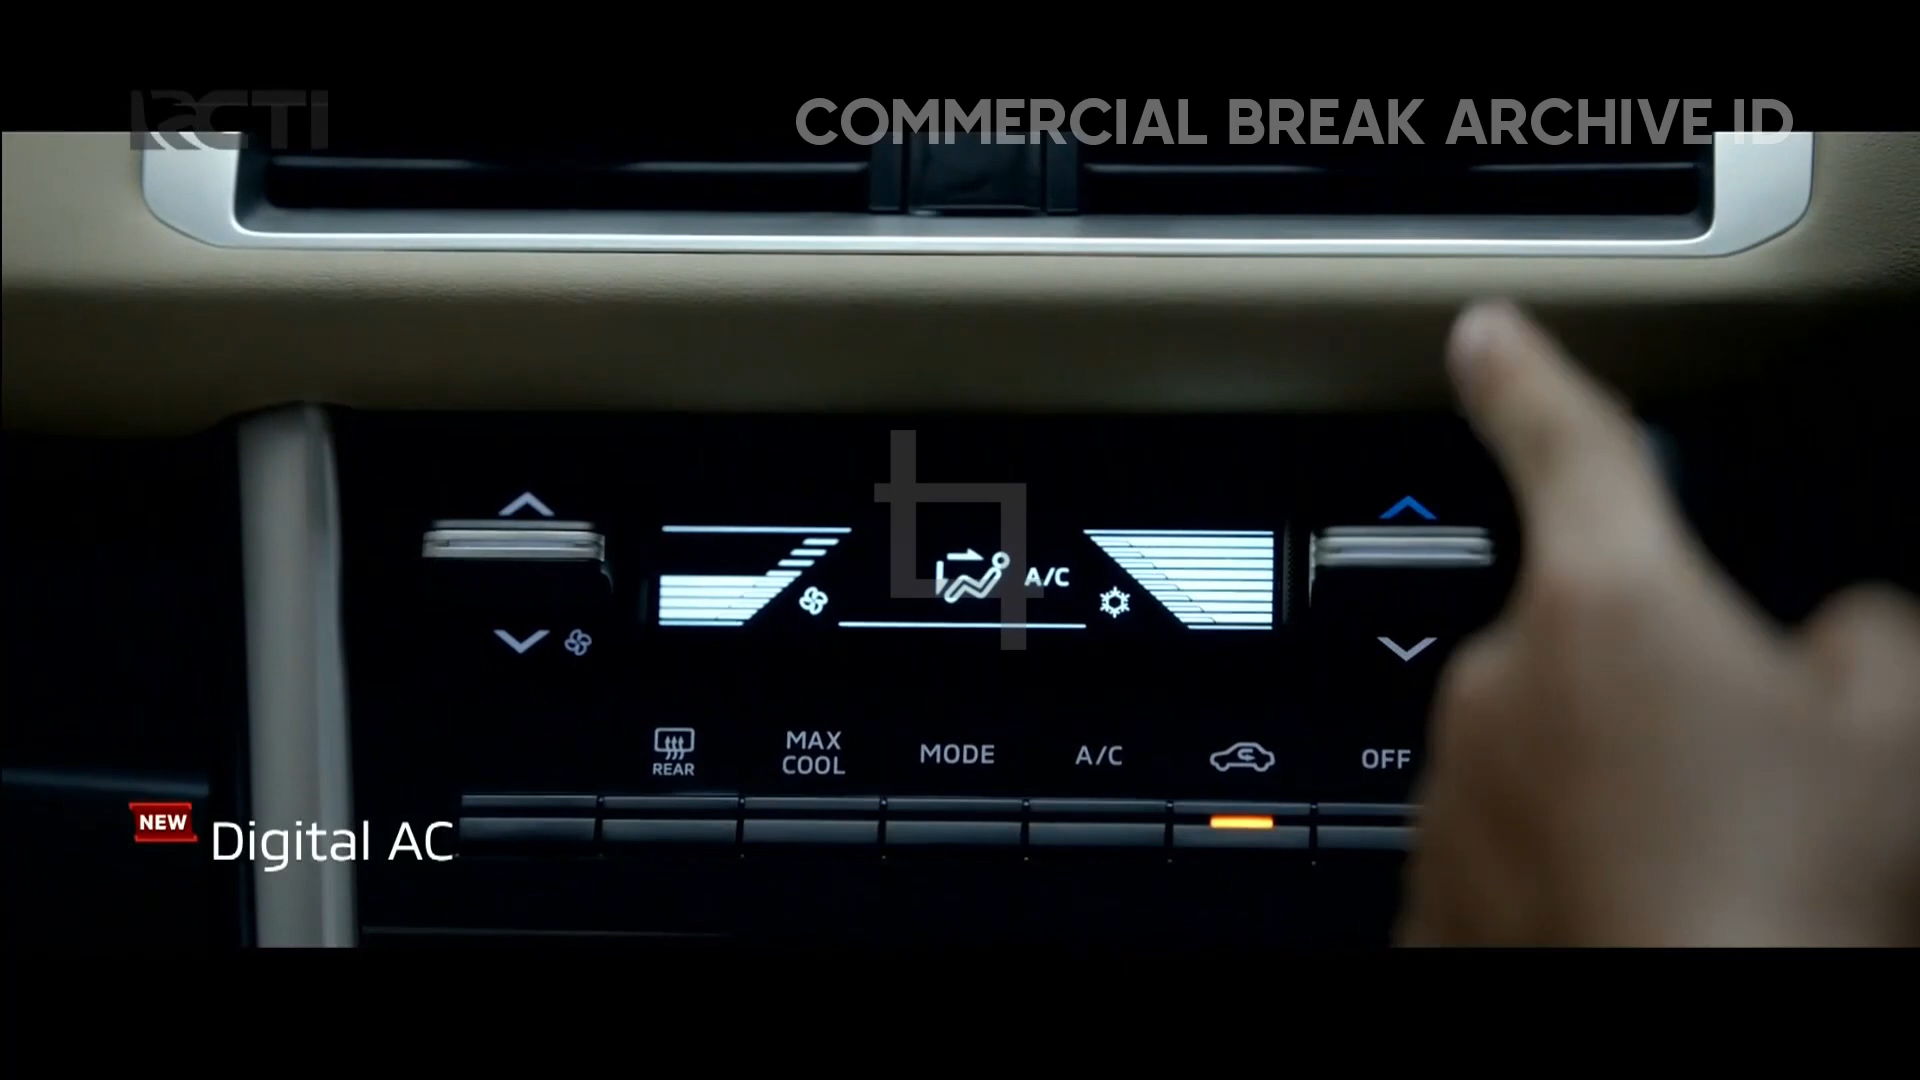 RCTI
COMMERCIAL BREAK ARCHIVE ID
A/C
REAR
MAX
COOL
MODE
A/C
OFF
NEW
Digital AC